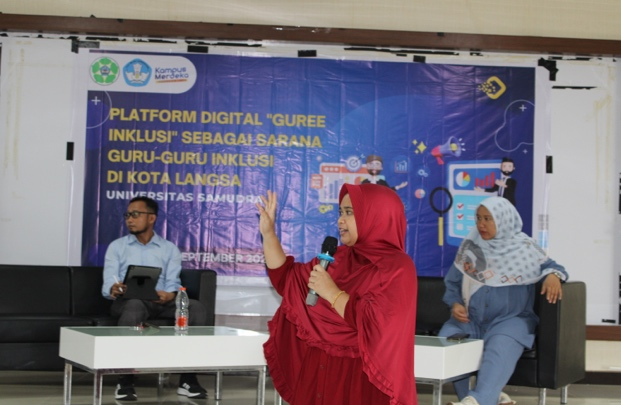 Kampus
Merdeka
PLATFORM DIGITAL "GUREE
INKLUSI" SEBAGAI SARANA
GURU-GURU INKLUSI
DI KOTA LANGSA
UNIVERSITAS SAMUDRA
SEPTEMBER